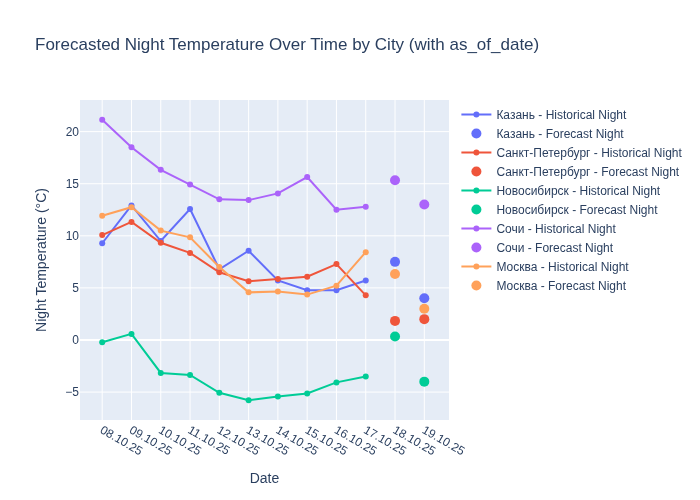 Forecasted Night Temperature Over Time by City (with as_of_date)
Night Temperature (°C)
20
15
10
5
0
−5
08.10.25
09.10.25
10.10.25
11.10.25
12.10.25
13.10.25
14.10.25
15.10.25
16.10.25
17.10.25
18.10.25
19.10.25
Date
Казань - Historical Night
Казань - Forecast Night
Санкт-Петербург - Historical Night
Санкт-Петербург - Forecast Night
Новосибирск - Historical Night
Новосибирск - Forecast Night
Сочи - Historical Night
Сочи - Forecast Night
Москва - Historical Night
Москва - Forecast Night